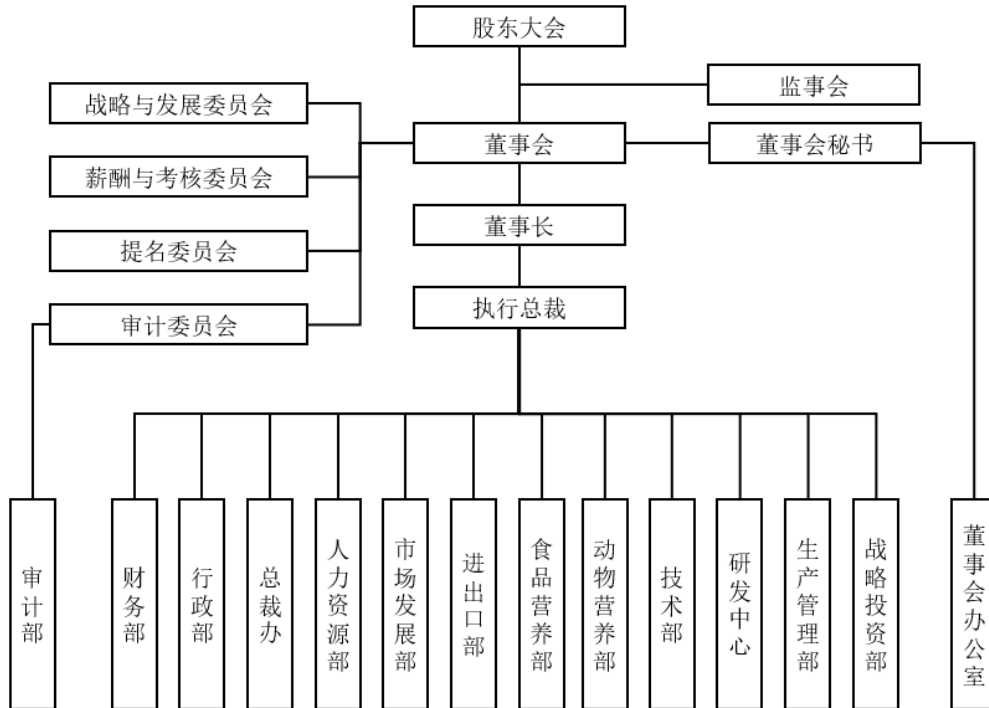 股东大会
监事会
战略与发展委员会
董事会
董事会秘书
薪酬与考核委员会
董事长
提名委员会
执行总裁
审计委员会
审计部
财务部
行政部
总裁办
人力资源部
市场发展部
进出口部
食品营养部
动物营养部
技术部
研发中心
生产管理部
战略投资部
董事会办公室